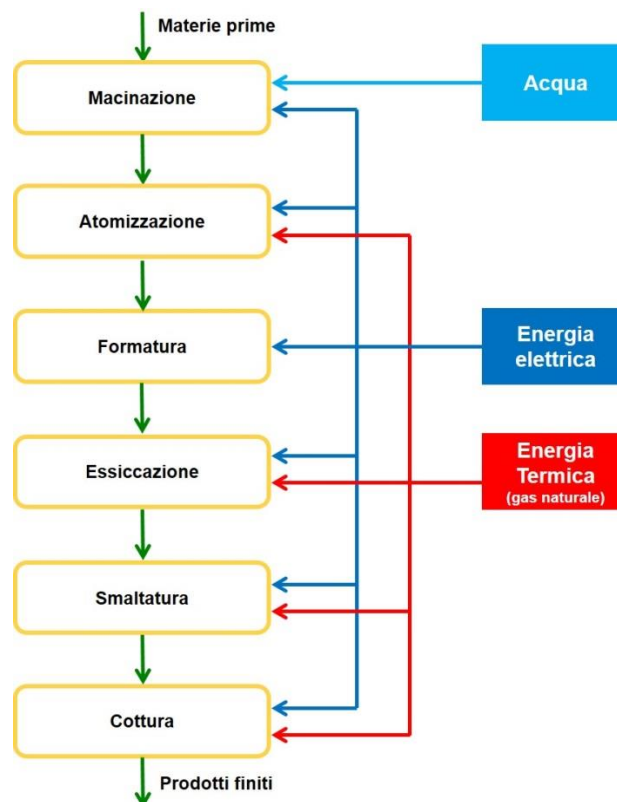 Materie prime
Macinazione
Acqua
Atomizzazione
Formatura
Energia
elettrica
Essiccazione
Energia
Termica
(gas naturale)
Smaltatura
Cottura
Prodotti finiti